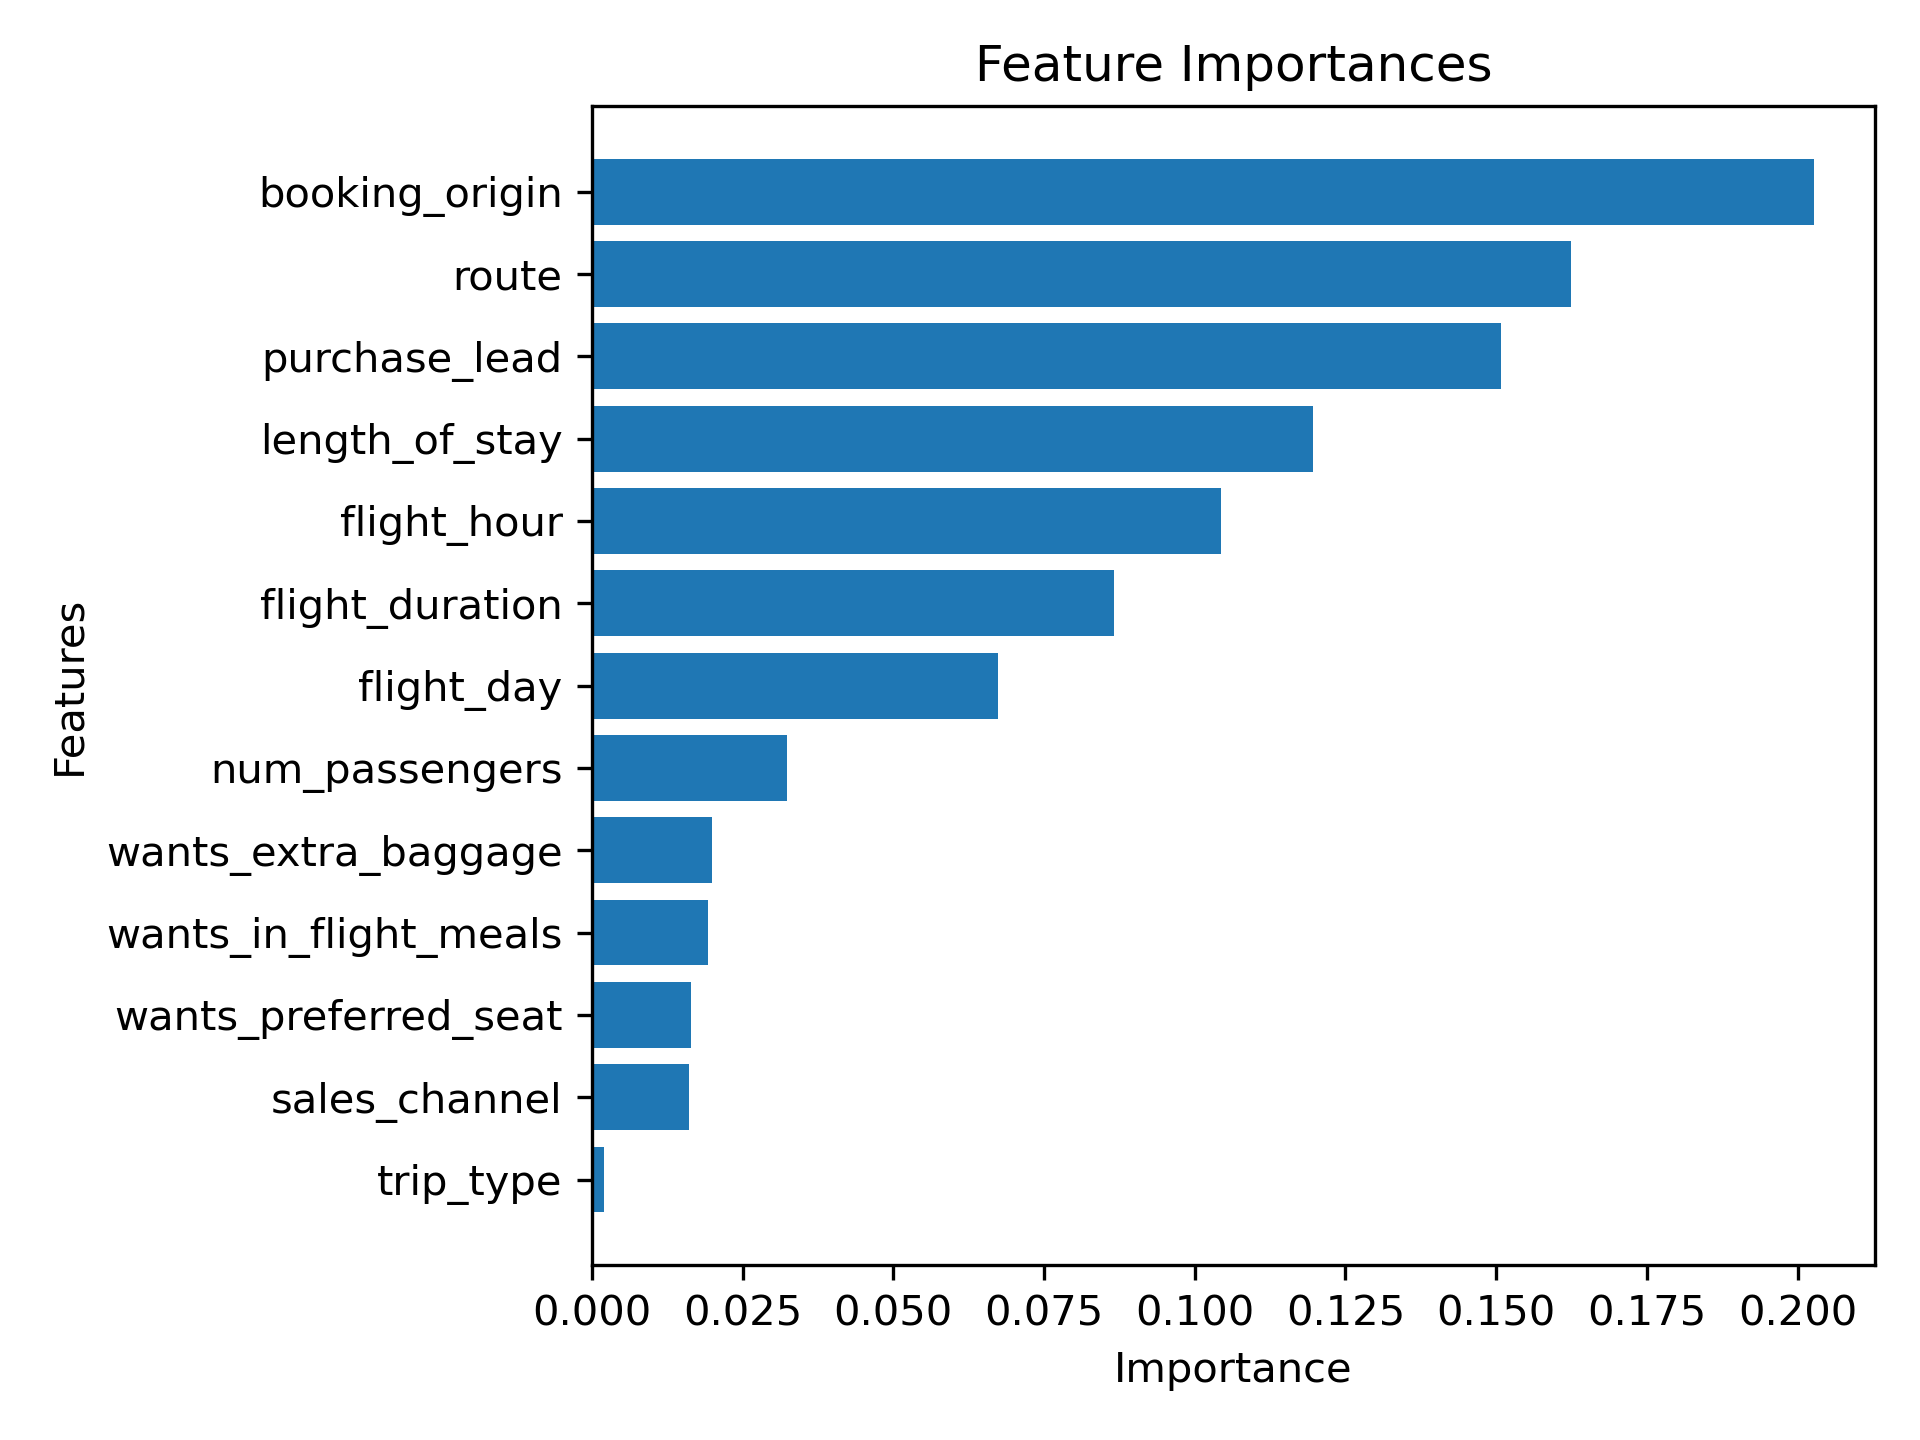 Feature Importances
Features
booking_origin
route
purchase_lead
length_of_stay
flight_hour
flight_duration
flight_day
num_passengers
wants_extra_baggage
wants_in_flight_meals
wants_preferred_seat
sales_channel
trip_type
0.000 0.025 0.050 0.075 0.100 0.125 0.150 0.175 0.200
Importance